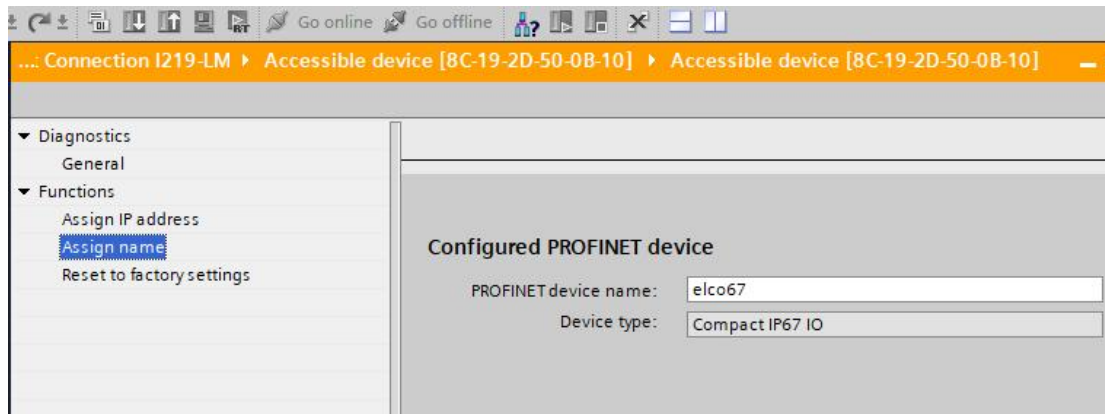 Go online Go offline
...: Connection I219-LM ▸ Accessible device [8C-19-2D-50-0B-10] ▸ Accessible device [8C-19-2D-50-0B-10]
Diagnostics
General
Functions
Assign IP address
Assign name
Reset to factory settings
Configured PROFINET device
PROFINET device name: elco67
Device type: Compact IP67 IO